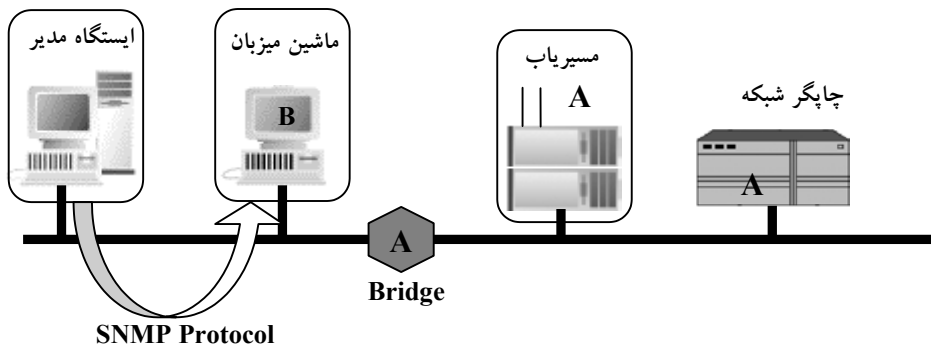 ایستگاه مدیر
ماشین میزبان
مسیریاب
چاپگر شبکه
B
A
A
A
Bridge
SNMP Protocol